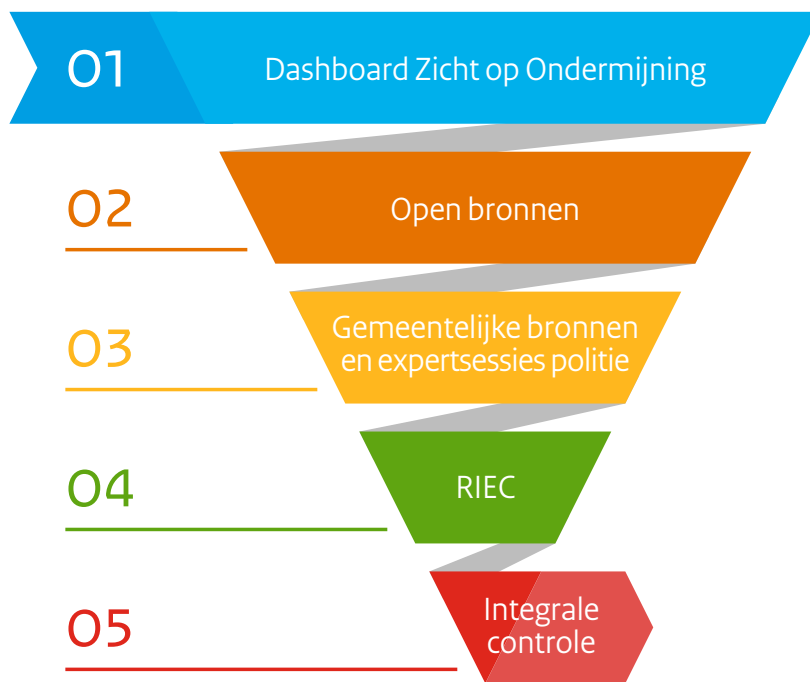 01
Dashboard Zicht op Ondermijning
02
Open bronnen
03
Gemeentelijke bronnen
en expertsessies politie
04
RIEC
05
Integrale
controle